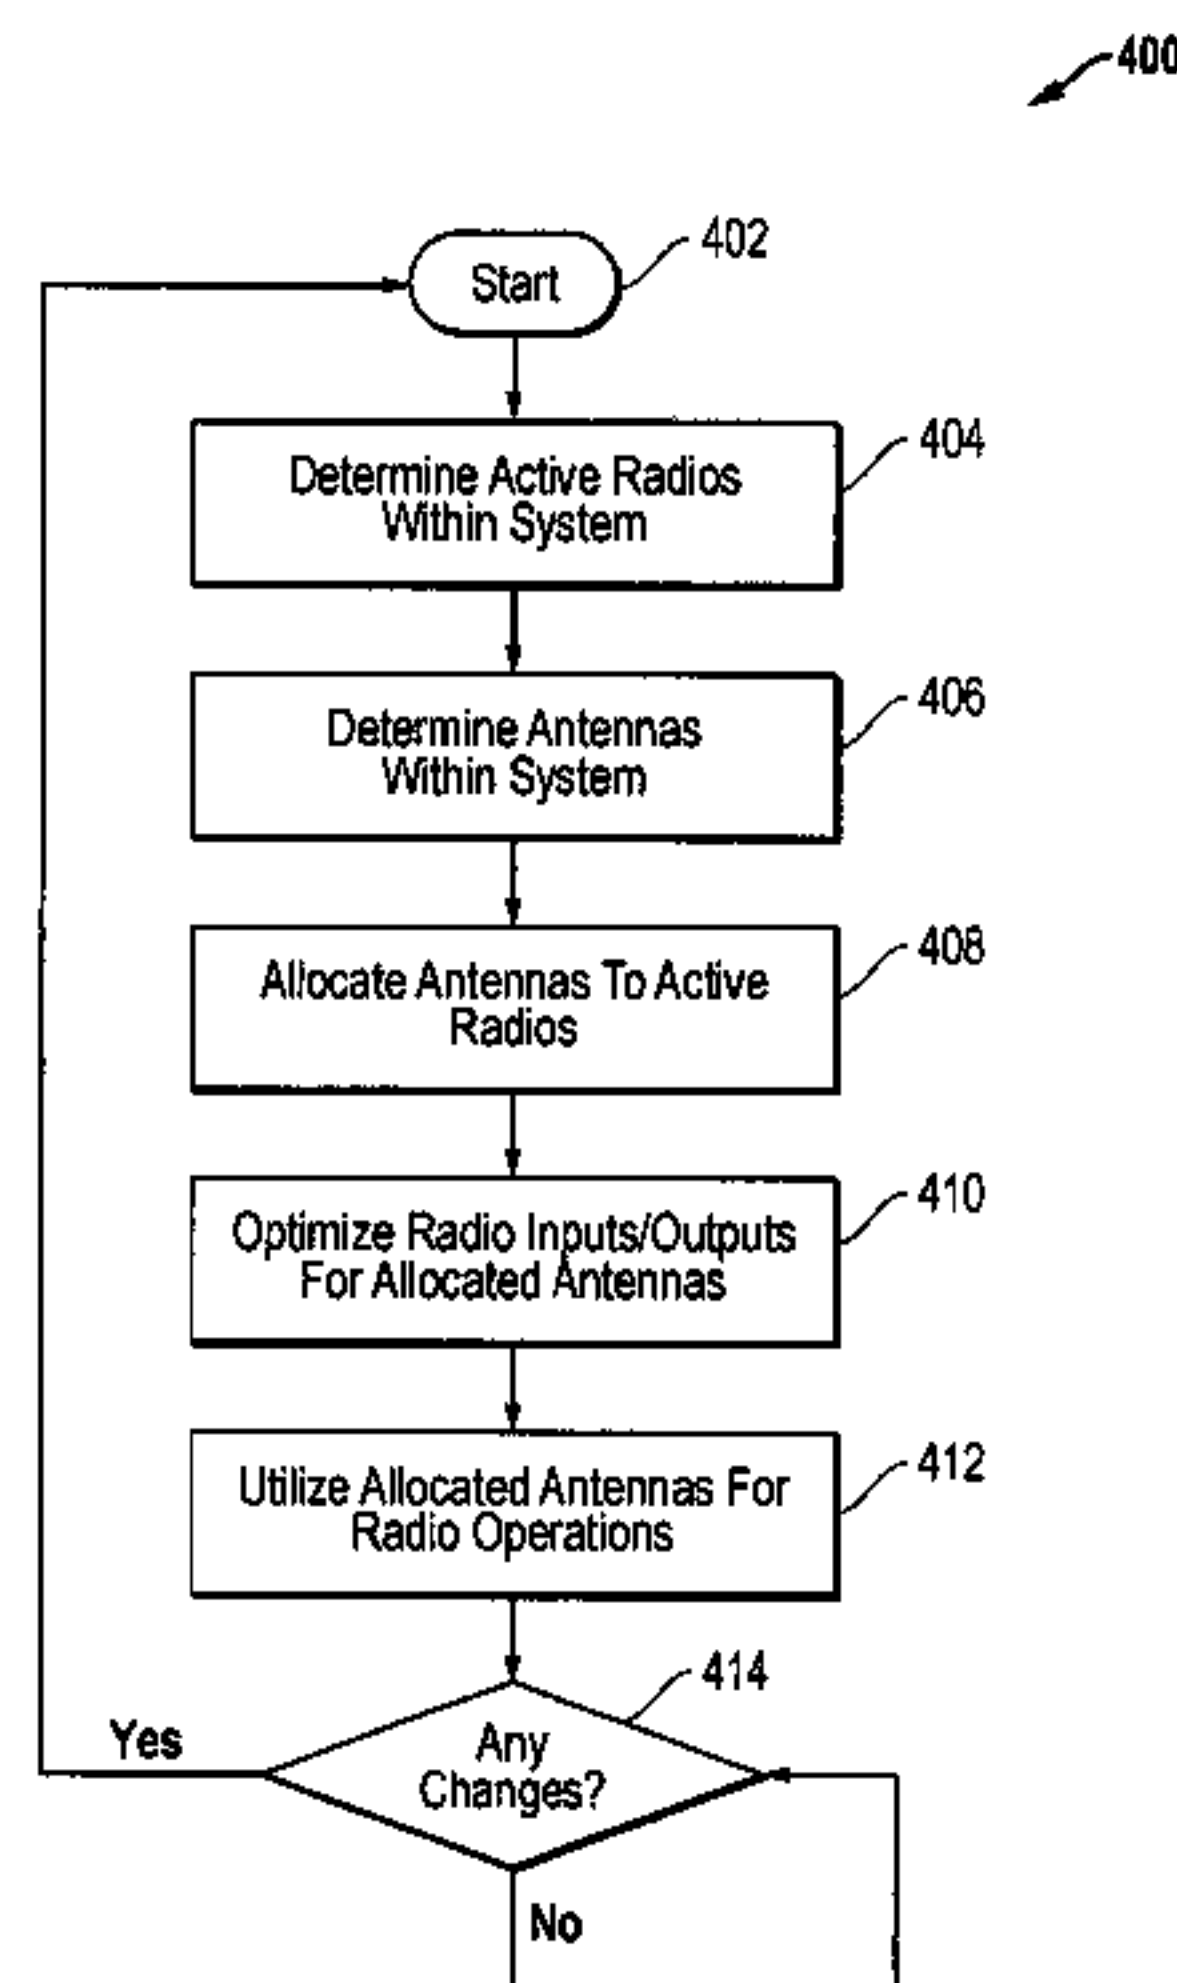 400
402
Start
404
Determine Active Radios
Within System
406
Determine Antennas
Within System
408
Allocate Antennas To Active
Radios
410
Optimize Radio Inputs/Outputs
For Allocated Antennas
412
Utilize Allocated Antennas For
Radio Operations
414
Any
Changes?
Yes
No